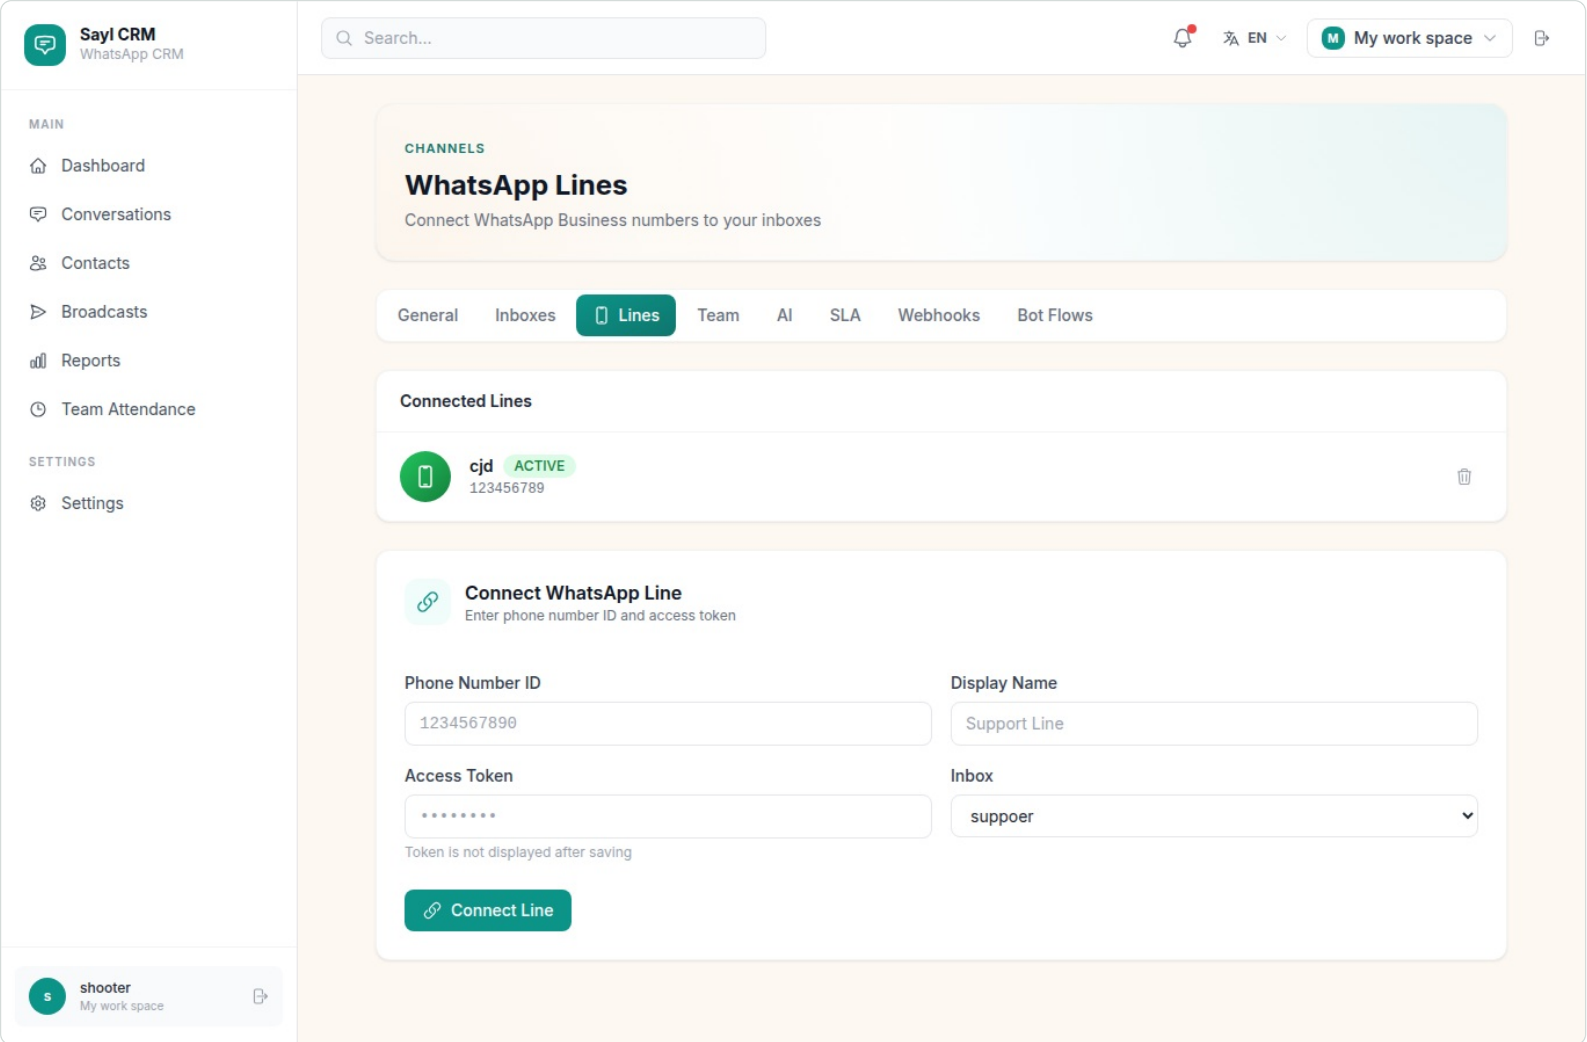 Sayl CRM
WhatsApp CRM
Search...
EN
M
My work space
MAIN
Dashboard
Conversations
Contacts
Broadcasts
Reports
Team Attendance
SETTINGS
Settings
s
shooter
My work space
CHANNELS
WhatsApp Lines
Connect WhatsApp Business numbers to your inboxes
General Inboxes Lines Team AI SLA Webhooks Bot Flows
Connected Lines
cjd ACTIVE
123456789
Connect WhatsApp Line
Enter phone number ID and access token
Phone Number ID Display Name
1234567890 Support Line
Access Token Inbox
•••••••• suppoer
Token is not displayed after saving
Connect Line